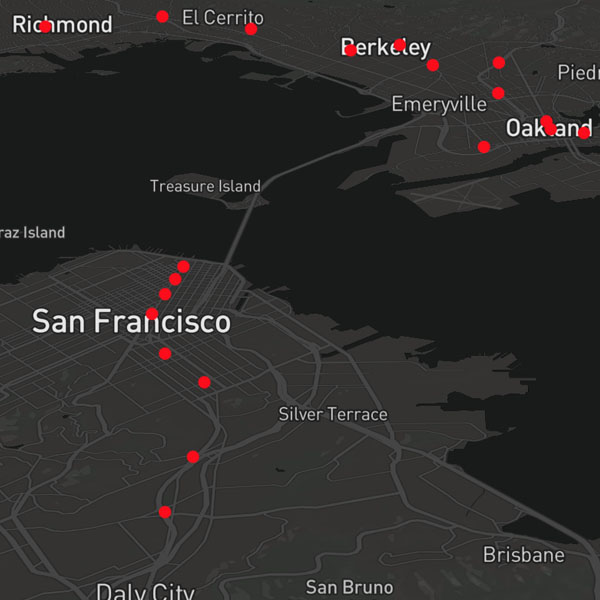 Richmond
El Cerrito
Berkeley
Piedr
Emeryville
Oakland
Treasure Island
raz Island
San Francisco
Silver Terrace
Brisbane
San Bruno
Daly City